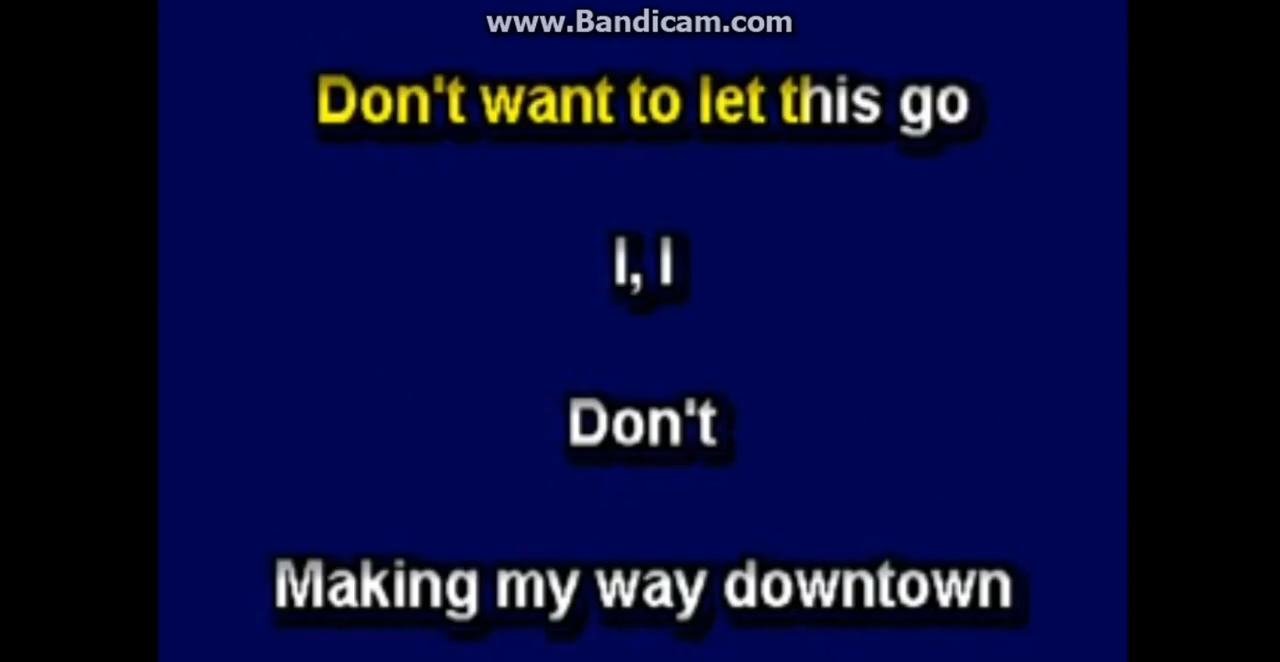 www.Bandicam.com
Don't want to let this go
I, I
Don't
Making my way downtown